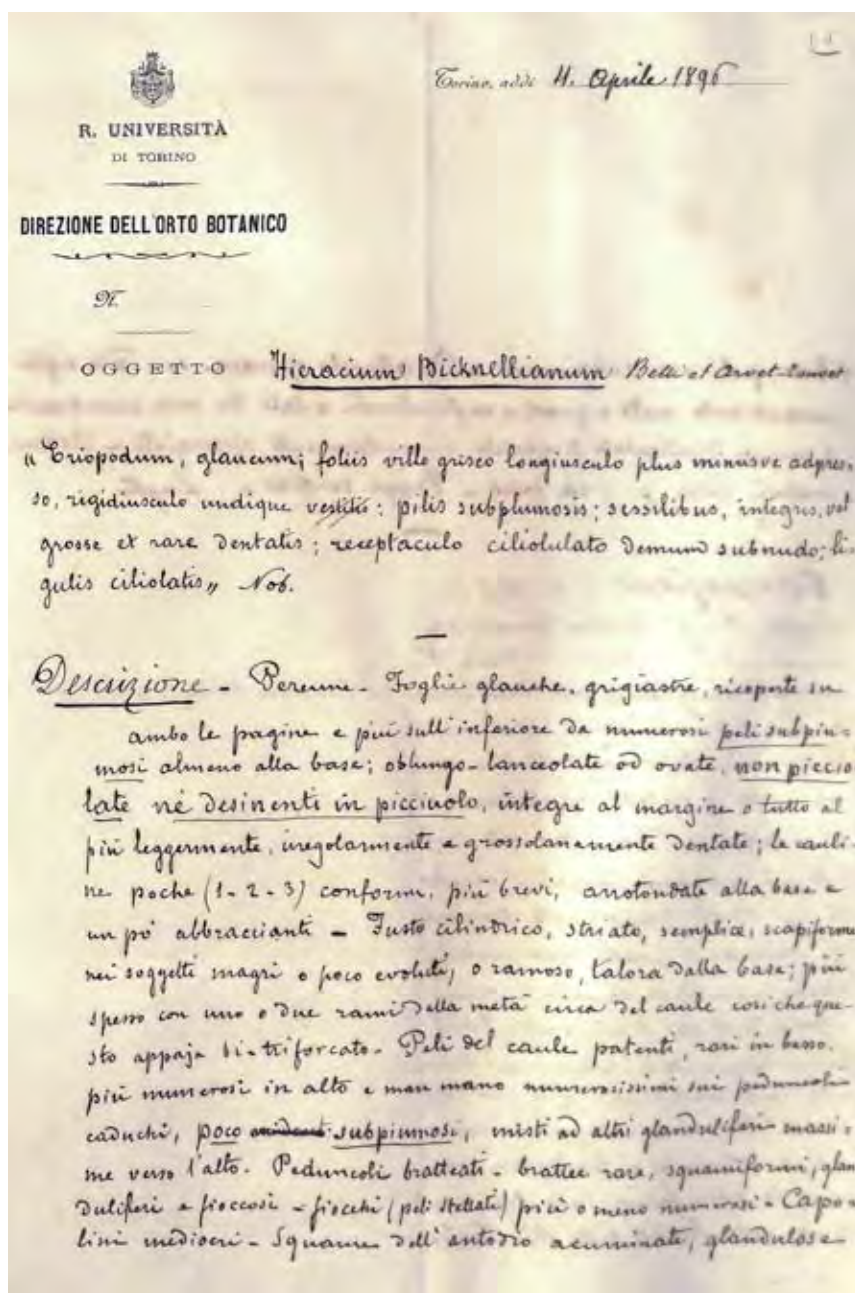 Torino, addì 4. Aprile 1896
R. UNIVERSITÀ
DI TORINO
DIREZIONE DELL'ORTO BOTANICO
N.
OGGETTO Hieracium Bicknellianum Belli et Arvet-Touvet
„Eriopodum, glaucum; foliis villo griseo longiusculo plus minusve adpres-
so, rigidiusculo undique vestitis: pilis subplumosis; sessilibus, integris, vel
grosse et rare dentatis; receptaculo ciliolulato demum subnudo; li-
gulis ciliolatis„ Nob.
Descrizione - Perenne - Foglie glauche, grigiastre, ricoperte su
ambo le pagine e più sull'inferiore da numerosi peli subpiu-
mosi almeno alla base; oblungo-lanceolate od ovate, non piccio
late nè desinenti in picciuolo, integre al margine o tutto al
più leggermente, irregolarmente e grossolanamente dentate; le cauli-
ne poche (1-2-3) conformi, più brevi, arrotondate alla base e
un pò abbraccianti - Fusto cilindrico, striato, semplice, scapiforme
nei soggetti magri o poco evoluti, o ramoso, talora dalla base; più
spesso con uno o due rami dalla metà circa del caule così che que-
sto appaja bi-triforcato - Peli del caule patenti, rari in basso,
più numerosi in alto e man mano numerosissimi sui peduncoli
caduchi, poco subpiumosi, misti ad altri glanduliferi massi-
me verso l'alto. Peduncoli bratteati - brattee rare, squamiformi, glan
duliferi e fioccosi - fiocchi (peli stellati) più o meno numerosi - Capo-
lini mediocri - Squame dell'antodio acuminate, glandulose